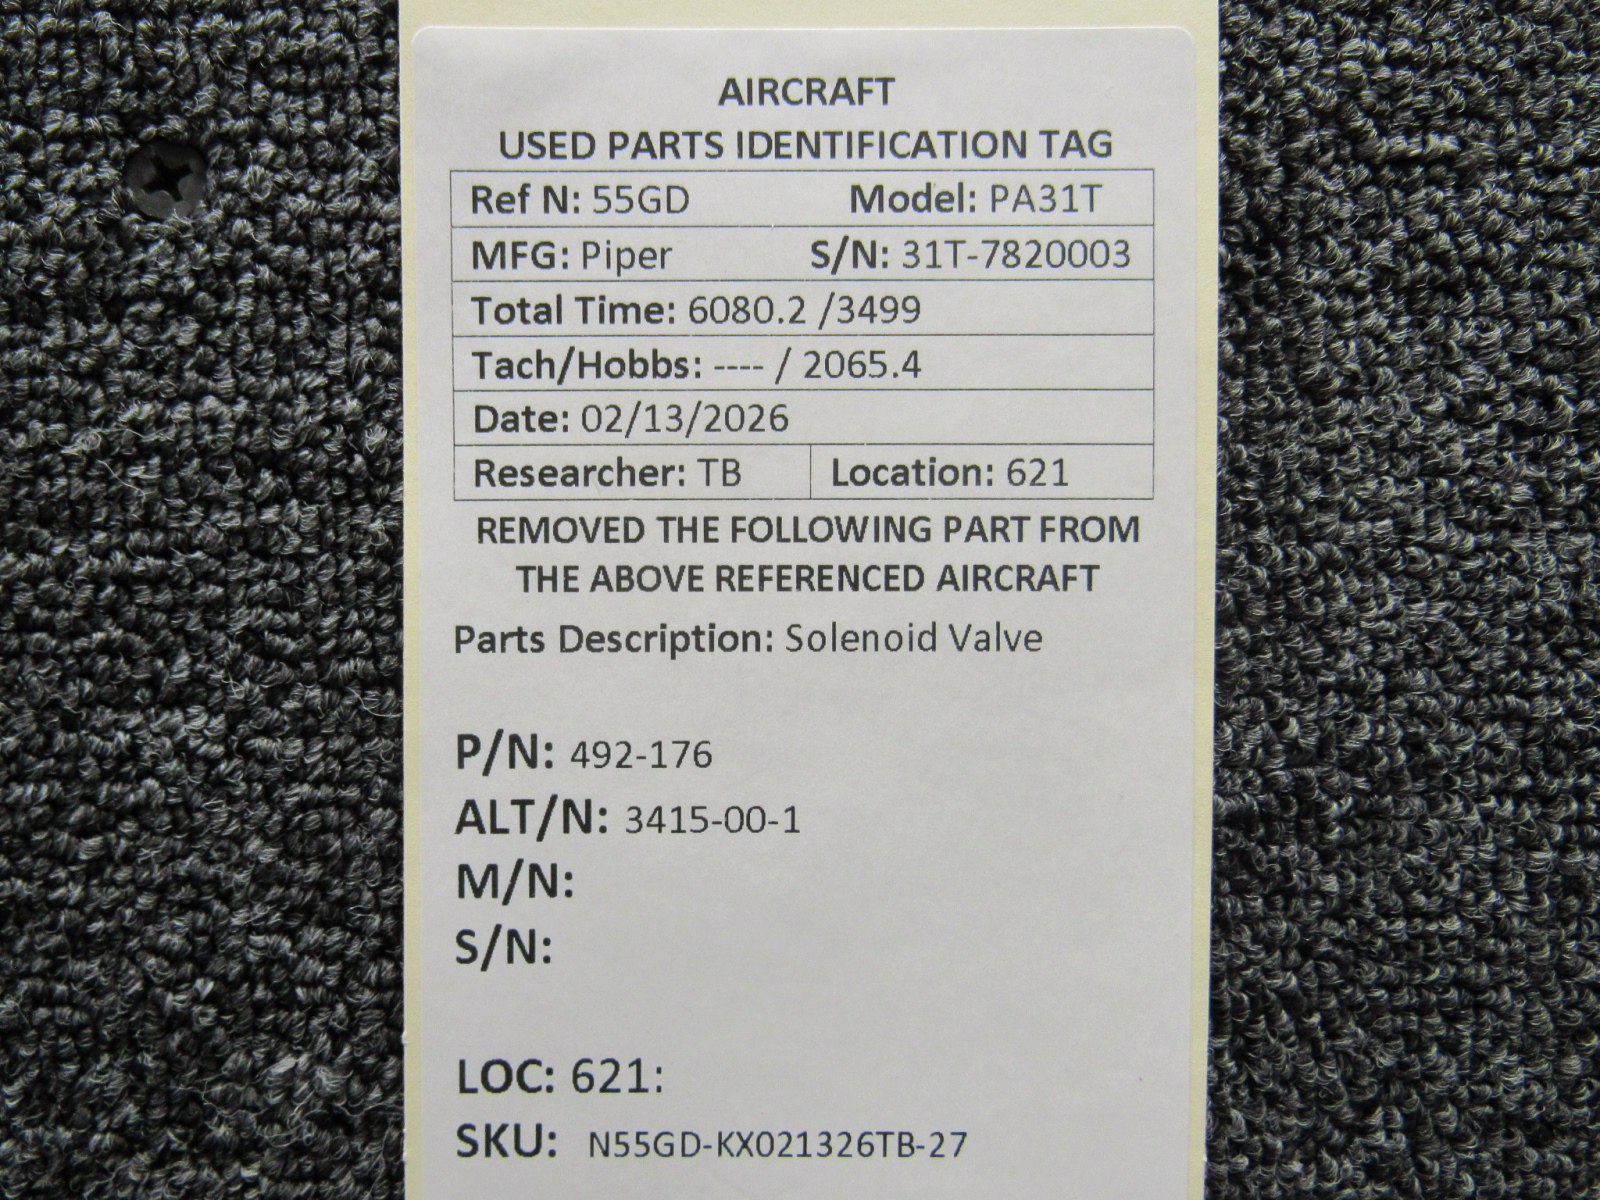 AIRCRAFT
USED PARTS IDENTIFICATION TAG
Ref N: 55GD Model: PA31T
MFG: Piper S/N: 31T-7820003
Total Time: 6080.2 /3499
Tach/Hobbs: ---- / 2065.4
Date: 02/13/2026
Researcher: TB Location: 621
REMOVED THE FOLLOWING PART FROM
THE ABOVE REFERENCED AIRCRAFT
Parts Description: Solenoid Valve
P/N: 492-176
ALT/N: 3415-00-1
M/N:
S/N:
LOC: 621:
SKU: N55GD-KX021326TB-27